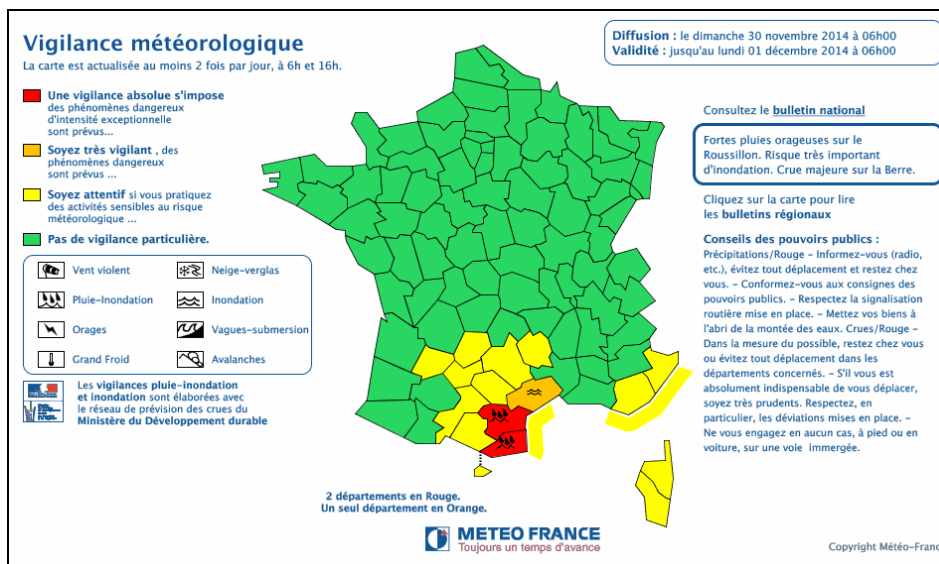 Vigilance météorologique
La carte est actualisée au moins 2 fois par jour, à 6h et 16h.
Diffusion : le dimanche 30 novembre 2014 à 06h00
Validité : jusqu'au lundi 01 décembre 2014 à 06h00
Une vigilance absolue s'impose
des phénomènes dangereux
d'intensité exceptionnelle
sont prévus...
Soyez très vigilant , des
phénomènes dangereux
sont prévus ...
Soyez attentif si vous pratiquez
des activités sensibles au risque
météorologique ...
Pas de vigilance particulière.
Vent violent
Neige-verglas
Pluie-Inondation
Inondation
Orages
Vagues-submersion
Grand Froid
Avalanches
Les vigilances pluie-inondation
et inondation sont élaborées avec
le réseau de prévision des crues du
Ministère du Développement durable
Consultez le bulletin national
Fortes pluies orageuses sur le
Roussillon. Risque très important
d'inondation. Crue majeure sur la Berre.
Cliquez sur la carte pour lire
les bulletins régionaux
Conseils des pouvoirs publics :
Précipitations/Rouge – Informez-vous (radio,
etc.), évitez tout déplacement et restez chez
vous. – Conformez-vous aux consignes des
pouvoirs publics. – Respectez la signalisation
routière mise en place. – Mettez vos biens à
l'abri de la montée des eaux. Crues/Rouge –
Dans la mesure du possible, restez chez vous
ou évitez tout déplacement dans les
départements concernés. – S'il vous est
absolument indispensable de vous déplacer,
soyez très prudents. Respectez, en
particulier, les déviations mises en place. –
Ne vous engagez en aucun cas, à pied ou en
voiture, sur une voie immergée.
2 départements en Rouge.
Un seul département en Orange.
METEO FRANCE
Toujours un temps d'avance
Copyright Météo-Franc